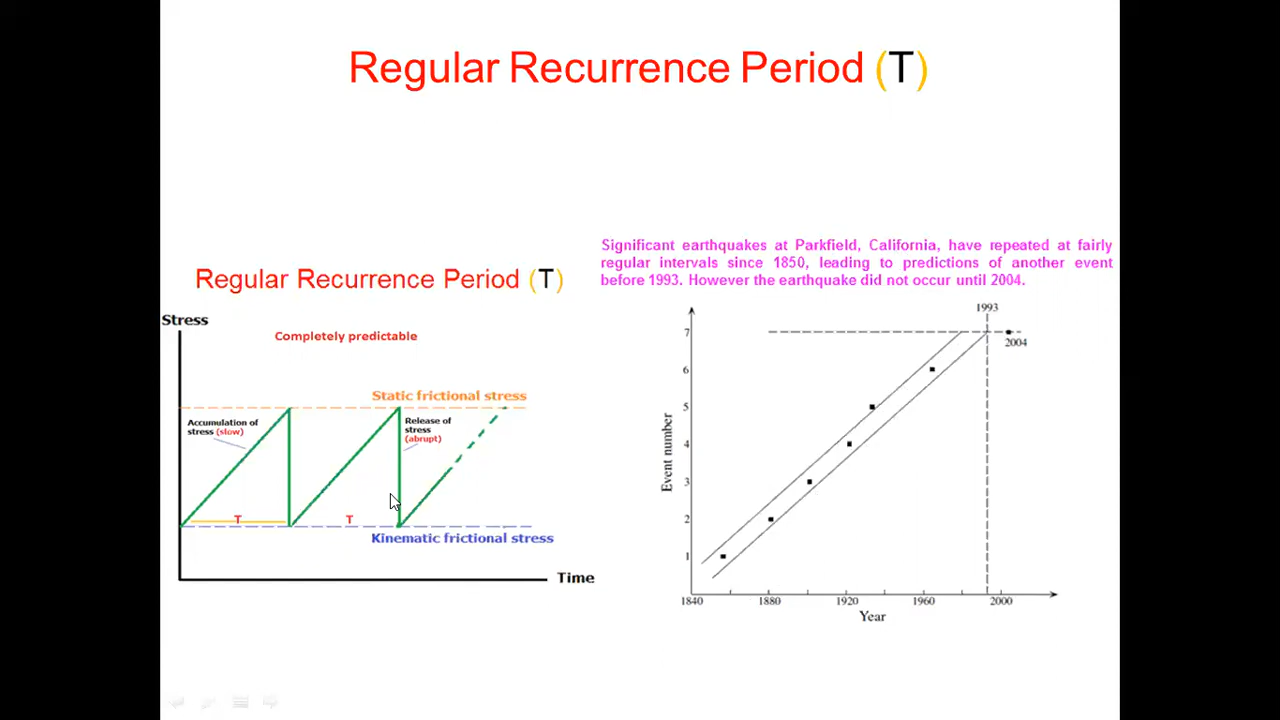 Regular Recurrence Period (T)
Significant earthquakes at Parkfield, California, have repeated at fairly
regular intervals since 1850, leading to predictions of another event
before 1993. However the earthquake did not occur until 2004.
Regular Recurrence Period (T)
Stress
Completely predictable
Static frictional stress
Accumulation of
stress (slow)
Release of
stress
(abrupt)
T
T
Kinematic frictional stress
Time
1993
2004
7
6
5
4
3
2
1
Event number
1840
1880
1920
1960
2000
Year